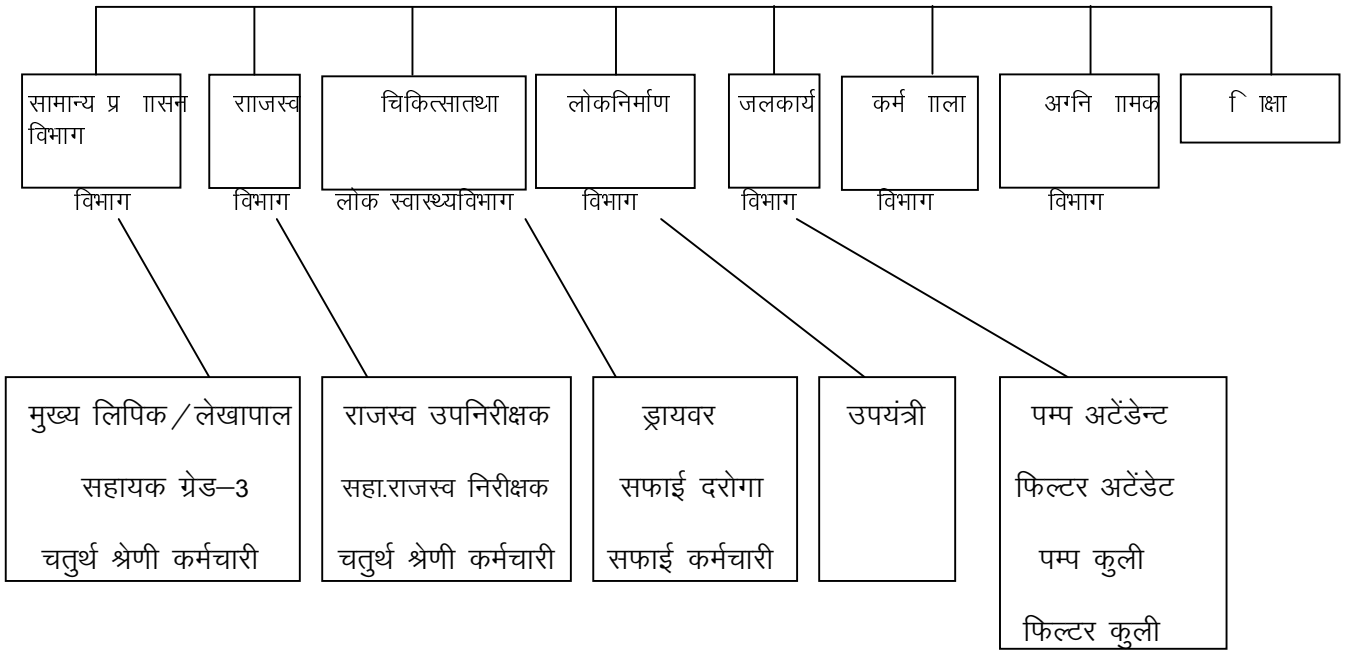 सामान्य प्र ाासन
विभाग
रााजस्व
चिकित्सातथा
लोकनिर्माण
जलकार्य
कर्म ााला
अग्नि ाामक
ि ाक्षा
विभाग
विभाग
लोक स्वास्थ्यविभाग
विभाग
विभाग
विभाग
विभाग
मुख्य लिपिक/लेखापाल
सहायक ग्रेड–3
चतुर्थ श्रेणी कर्मचारी
राजस्व उपनिरीक्षक
सहा.राजस्व निरीक्षक
चतुर्थ श्रेणी कर्मचारी
ड्रायवर
सफाई दरोगा
सफाई कर्मचारी
उपयंत्री
पम्प अटेंडेन्ट
फिल्टर अटेंडेट
पम्प कुली
फिल्टर कुली